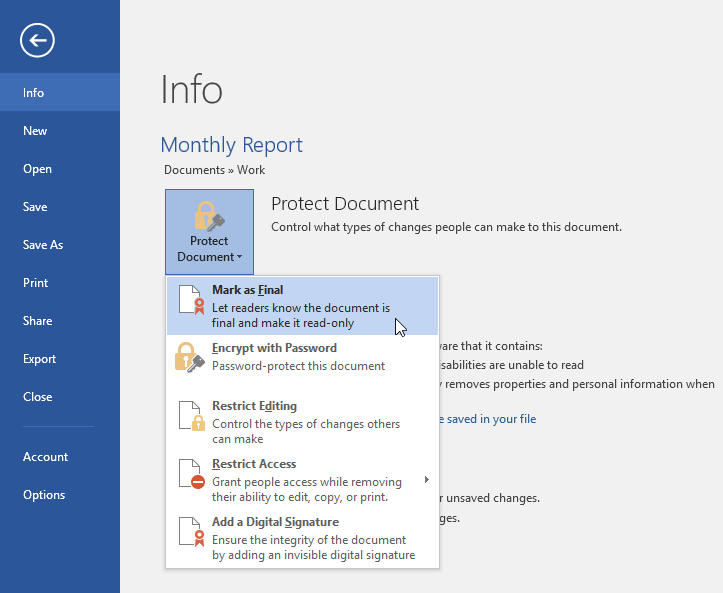 Info
New
Open
Save
Save As
Print
Share
Export
Close
Account
Options
Info
Monthly Report
Documents » Work
Protect
Document
Protect Document
Control what types of changes people can make to this document.
Mark as Final
Let readers know the document is
final and make it read-only
Encrypt with Password
Password-protect this document
Restrict Editing
Control the types of changes others
can make
Restrict Access
Grant people access while removing
their ability to edit, copy, or print.
Add a Digital Signature
Ensure the integrity of the document
by adding an invisible digital signature
that it contains:
are unable to read
removes properties and personal information when
saved in your file
unsaved changes.